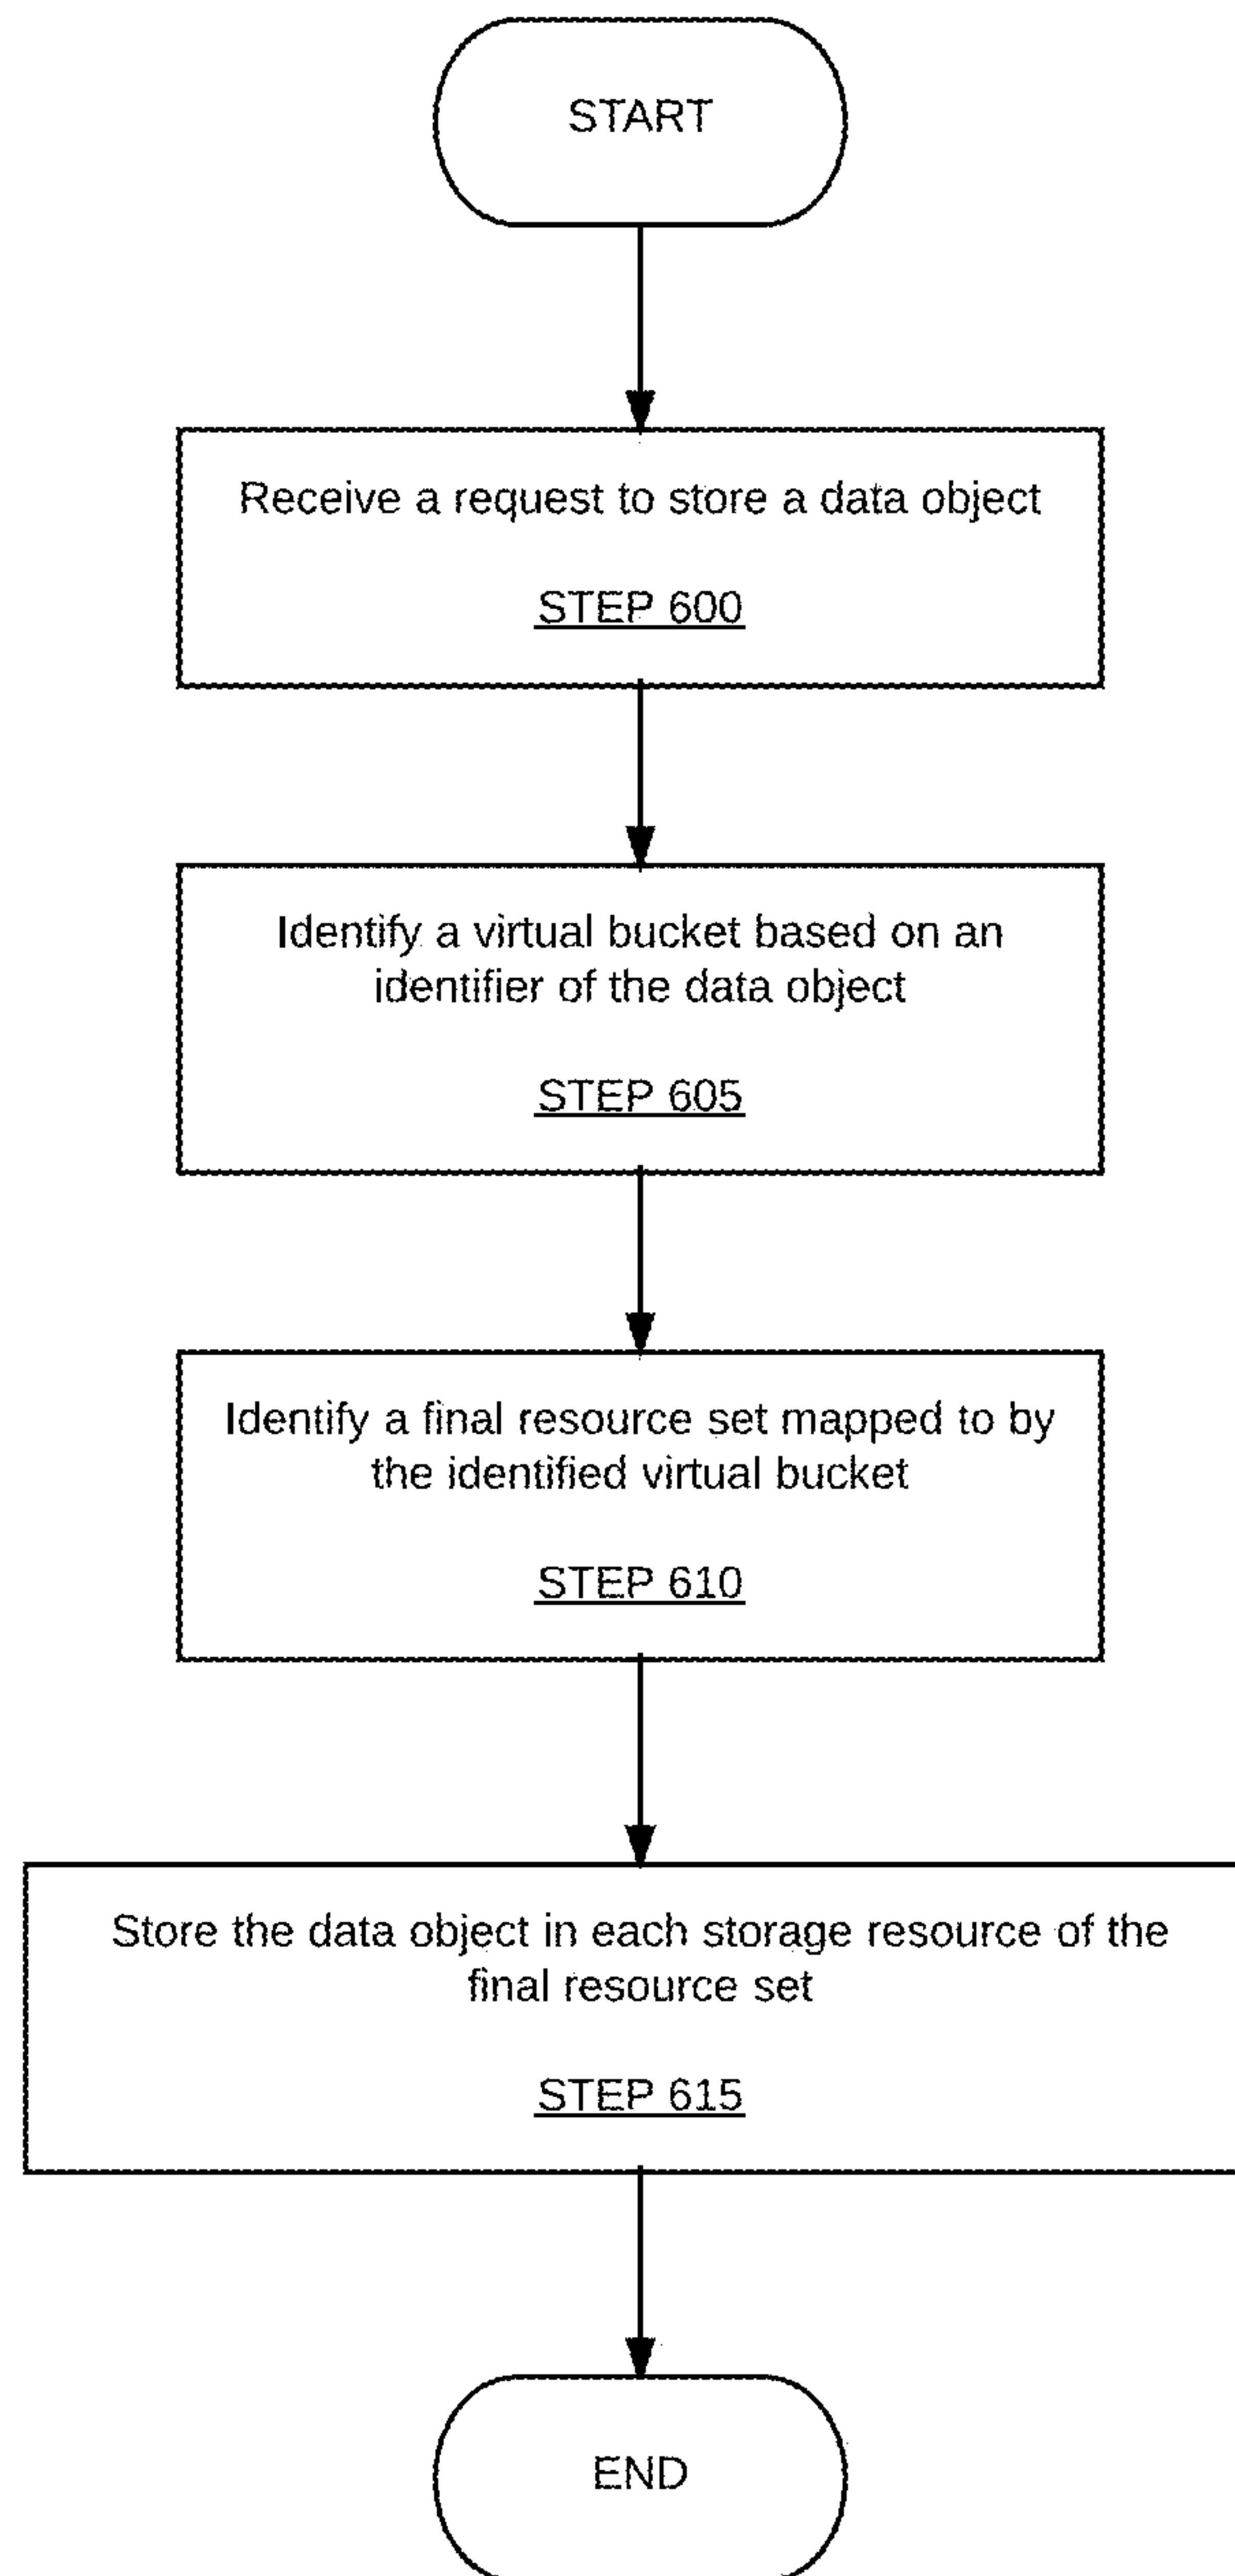 START
Receive a request to store a data object
STEP 600
Identify a virtual bucket based on an
identifier of the data object
STEP 605
Identify a final resource set mapped to by
the identified virtual bucket
STEP 610
Store the data object in each storage resource of the
final resource set
STEP 615
END